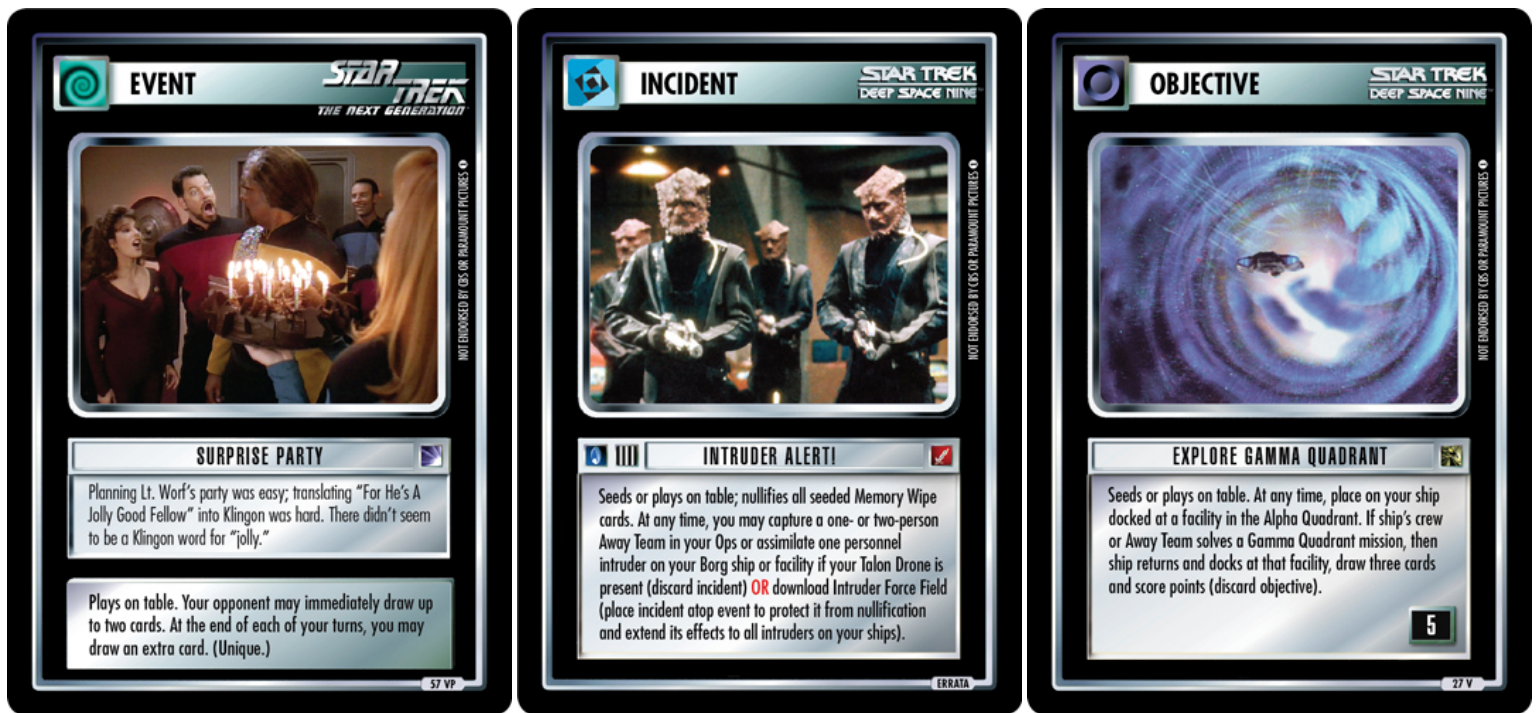 EVENT
STAR TREK
THE NEXT GENERATION
NOT ENDORSED BY CBS OR PARAMOUNT PICTURES
SURPRISE PARTY
Planning Lt. Worf's party was easy; translating "For He's A
Jolly Good Fellow" into Klingon was hard. There didn't seem
to be a Klingon word for "jolly."
Plays on table. Your opponent may immediately draw up
to two cards. At the end of each of your turns, you may
draw an extra card. (Unique.)
57 VP
INCIDENT
STAR TREK
DEEP SPACE NINE™
NOT ENDORSED BY CBS OR PARAMOUNT PICTURES
INTRUDER ALERT!
Seeds or plays on table; nullifies all seeded Memory Wipe
cards. At any time, you may capture a one- or two-person
Away Team in your Ops or assimilate one personnel
intruder on your Borg ship or facility if your Talon Drone is
present (discard incident) OR download Intruder Force Field
(place incident atop event to protect it from nullification
and extend its effects to all intruders on your ships).
ERRATA
OBJECTIVE
STAR TREK
DEEP SPACE NINE™
NOT ENDORSED BY CBS OR PARAMOUNT PICTURES
EXPLORE GAMMA QUADRANT
Seeds or plays on table. At any time, place on your ship
docked at a facility in the Alpha Quadrant. If ship's crew
or Away Team solves a Gamma Quadrant mission, then
ship returns and docks at that facility, draw three cards
and score points (discard objective).
5
27 V